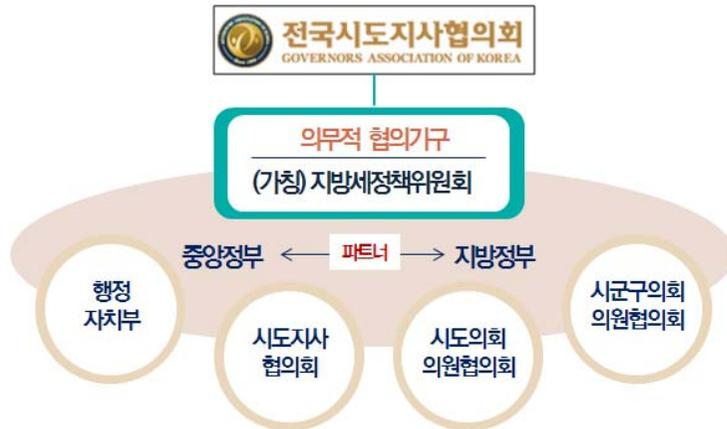 전국시도지사협의회
GOVERNORS ASSOCIATION OF KOREA
의무적 협의기구
(가칭) 지방세정책위원회
중앙정부 파트너 지방정부
행정
자치부
시도지사
협의회
시도의회
의원협의회
시군구의회
의원협의회